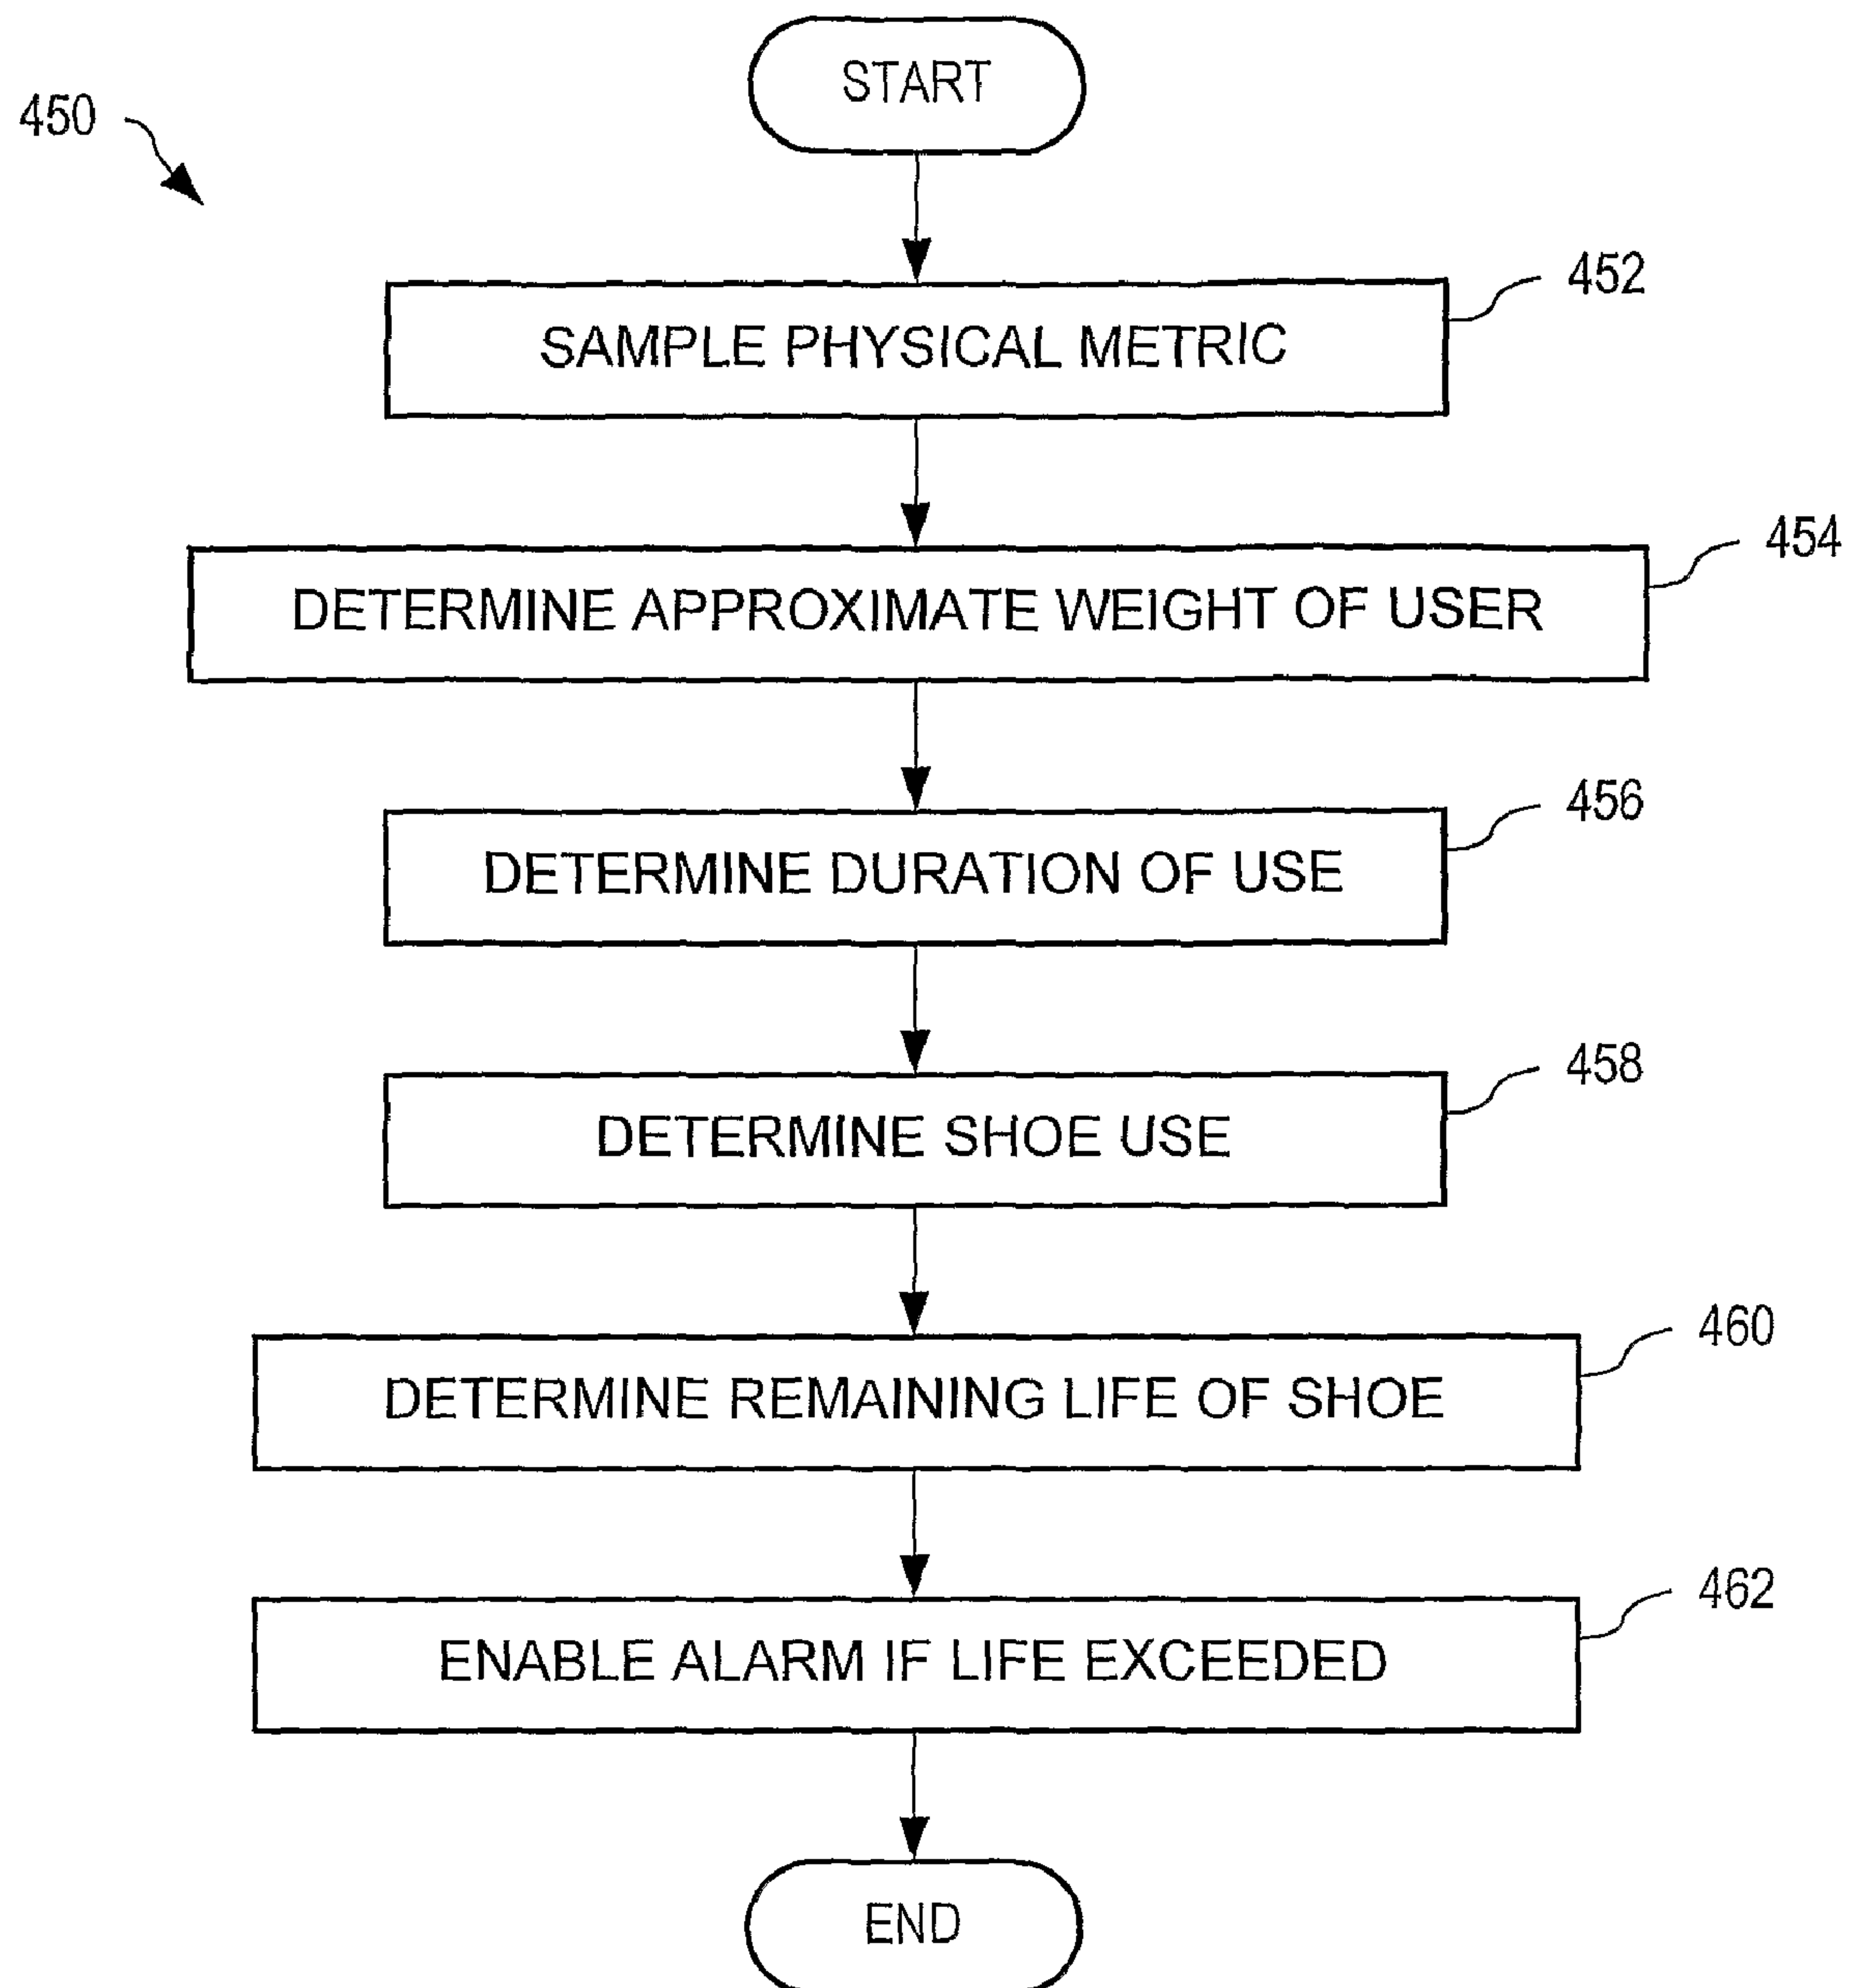 START
450
452
SAMPLE PHYSICAL METRIC
454
DETERMINE APPROXIMATE WEIGHT OF USER
456
DETERMINE DURATION OF USE
458
DETERMINE SHOE USE
460
DETERMINE REMAINING LIFE OF SHOE
462
ENABLE ALARM IF LIFE EXCEEDED
END